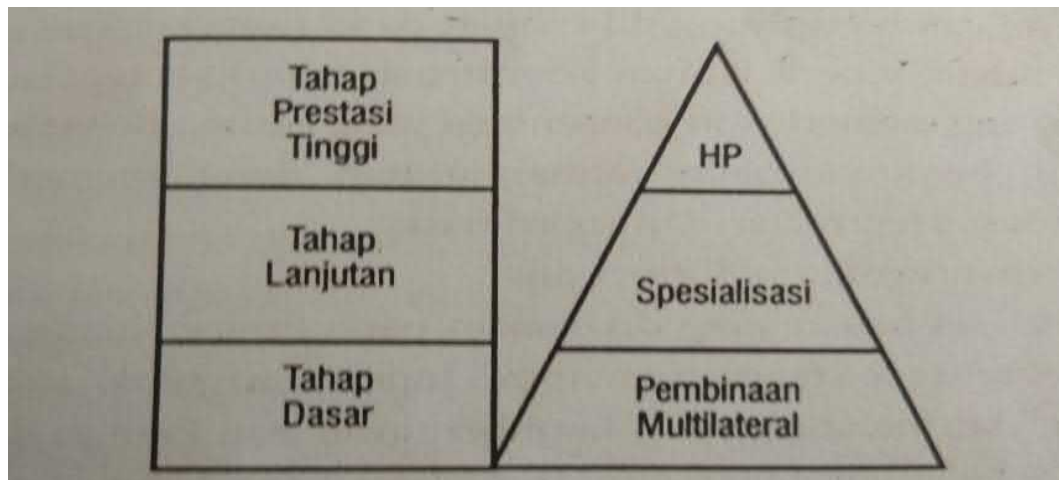 Tahap
Prestasi
Tinggi
HP
Tahap
Lanjutan
Spesialisasi
Tahap
Dasar
Pembinaan
Multilateral